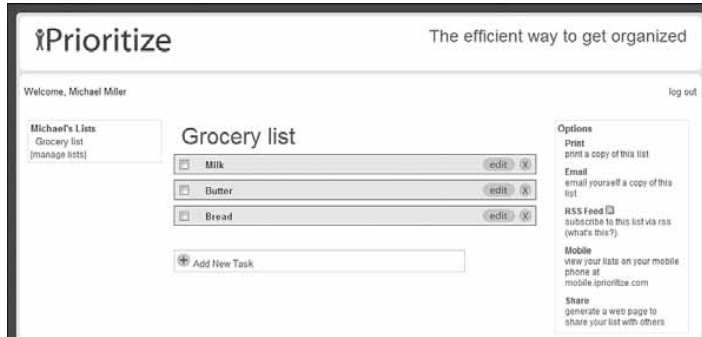 iPrioritize
The efficient way to get organized
Welcome, Michael Miller
log out
Michael's Lists
Grocery list
[manage lists]
Grocery list
Milk
edit X
Butter
edit X
Bread
edit X
Add New Task
Options
Print
print a copy of this list
Email
email yourself a copy of this
list
RSS Feed
subscribe to this list via rss
(what's this?)
Mobile
view your lists on your mobile
phone at
mobile.iprioritize.com
Share
generate a web page to
share your list with others